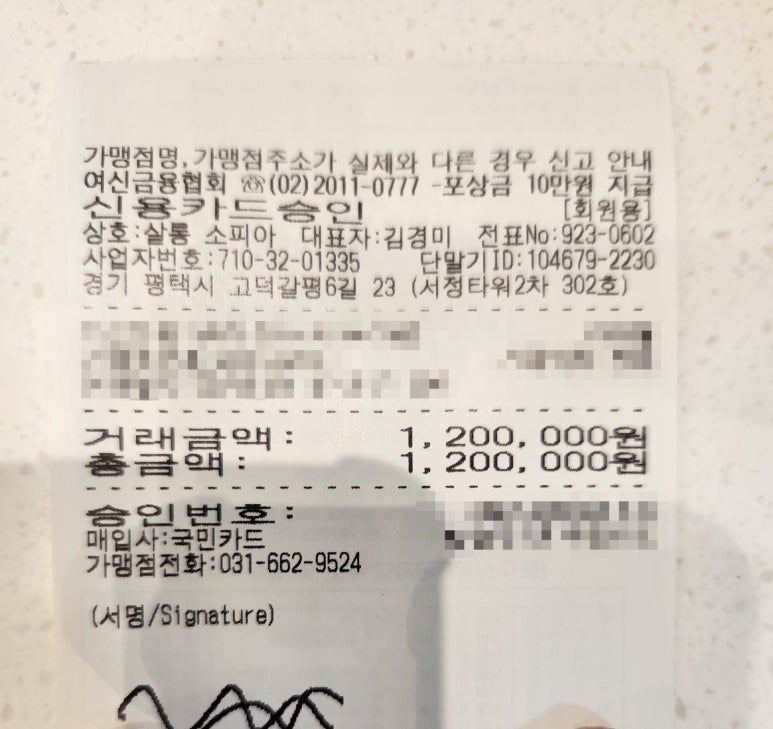 가맹점명,가맹점주소가 실제와 다른 경우 신고 안내
여신금융협회 ☏(02)2011-0777 -포상금 10만원 지급
신용카드승인 [회원용]
상호:살롱 소피아 대표자:김경미 전표No:923-0602
사업자번호:710-32-01335 단말기ID:104679-2230
경기 평택시 고덕갈평6길 23 (서정타워2차 302호)
거래금액: 1,200,000원
총금액: 1,200,000원
승인번호:
매입사:국민카드
가맹점전화:031-662-9524
(서명/Signature)